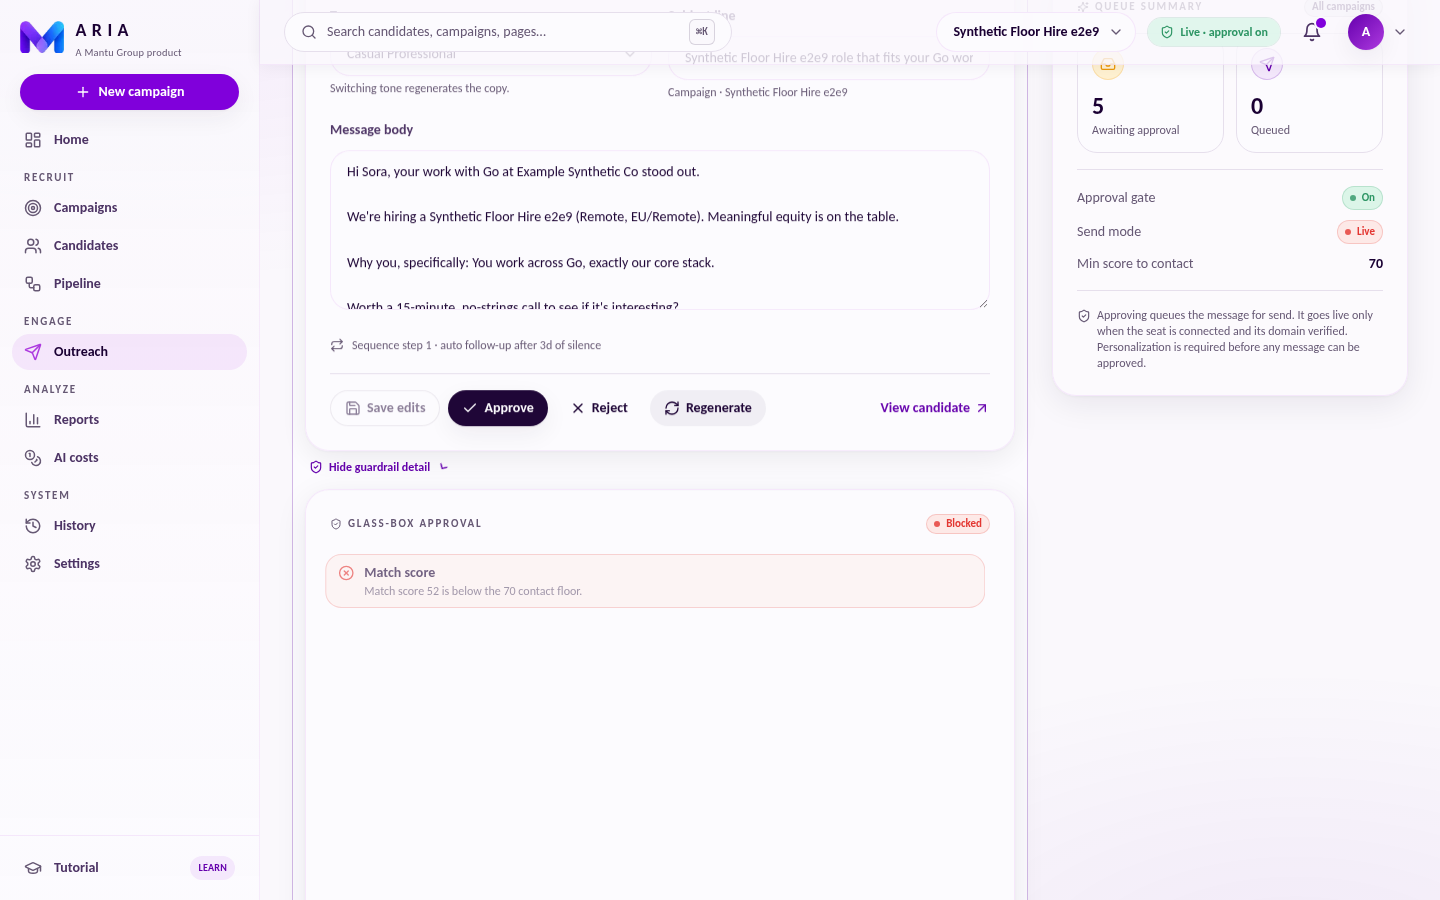 ARIA
A Mantu Group product
New campaign
Home
RECRUIT
Campaigns
Candidates
Pipeline
ENGAGE
Outreach
ANALYZE
Reports
AI costs
SYSTEM
History
Settings
Tutorial
LEARN
Search candidates, campaigns, pages...
⌘K
Synthetic Floor Hire e2e9
Live · approval on
A
Casual Professional
Synthetic Floor Hire e2e9 role that fits your Go wor
Switching tone regenerates the copy.
Campaign · Synthetic Floor Hire e2e9
Message body
Hi Sora, your work with Go at Example Synthetic Co stood out.
We're hiring a Synthetic Floor Hire e2e9 (Remote, EU/Remote). Meaningful equity is on the table.
Why you, specifically: You work across Go, exactly our core stack.
Worth a 15-minute, no-strings call to see if it's interesting?
Sequence step 1 · auto follow-up after 3d of silence
Save edits
Approve
Reject
Regenerate
View candidate
Hide guardrail detail
GLASS-BOX APPROVAL
Blocked
Match score
Match score 52 is below the 70 contact floor.
QUEUE SUMMARY
All campaigns
5
Awaiting approval
0
Queued
Approval gate
On
Send mode
Live
Min score to contact
70
Approving queues the message for send. It goes live only
when the seat is connected and its domain verified.
Personalization is required before any message can be
approved.